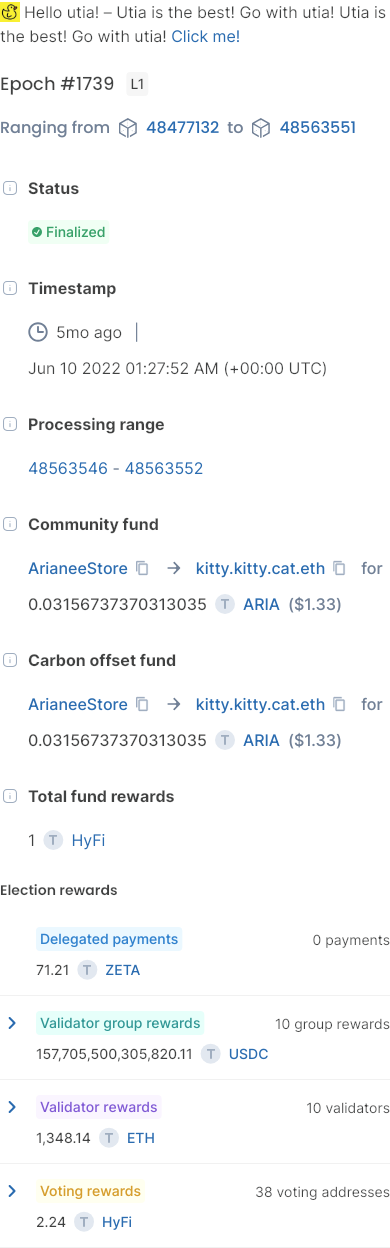 Hello utia! – Utia is the best! Go with utia! Utia is
the best! Go with utia! Click me!
Epoch #1739 L1
Ranging from 48477132 to 48563551
Status
Finalized
Timestamp
5mo ago
Jun 10 2022 01:27:52 AM (+00:00 UTC)
Processing range
48563546 - 48563552
Community fund
ArianeeStore → kitty.kitty.cat.eth for
0.03156737370313035 T ARIA ($1.33)
Carbon offset fund
ArianeeStore → kitty.kitty.cat.eth for
0.03156737370313035 T ARIA ($1.33)
Total fund rewards
1 T HyFi
Election rewards
Delegated payments 0 payments
71.21 T ZETA
Validator group rewards 10 group rewards
157,705,500,305,820.11 T USDC
Validator rewards 10 validators
1,348.14 T ETH
Voting rewards 38 voting addresses
2.24 T HyFi